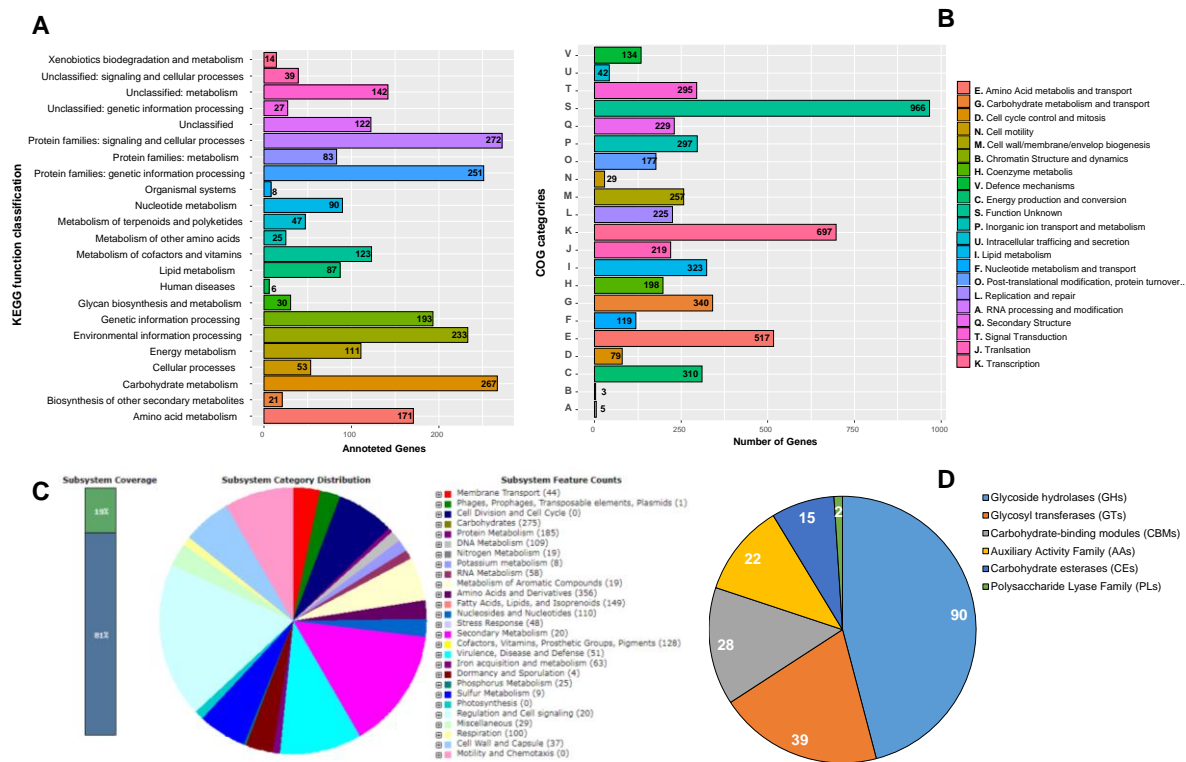 A
B
KEGG function classification
Xenobiotics biodegradation and metabolism 14
Unclassified: signaling and cellular processes 39
Unclassified: metabolism 142
Unclassified: genetic information processing 27
Unclassified 122
Protein families: signaling and cellular processes 272
Protein families: metabolism 83
Protein families: genetic information processing 251
Organismal systems 8
Nucleotide metabolism 90
Metabolism of terpenoids and polyketides 47
Metabolism of other amino acids 25
Metabolism of cofactors and vitamins 123
Lipid metabolism 87
Human diseases 6
Glycan biosynthesis and metabolism 30
Genetic information processing 193
Environmental information processing 233
Energy metabolism 111
Cellular processes 53
Carbohydrate metabolism 267
Biosynthesis of other secondary metabolites 21
Amino acid metabolism 171
0 100 200
Annoteted Genes
COG categories
V 134
U 42
T 295
S 966
Q 229
P 297
O 177
N 29
M 257
L 225
K 697
J 219
I 323
H 198
G 340
F 119
E 517
D 79
C 310
B 3
A 5
0 250 500 750 1000
Number of Genes
E. Amino Acid metabolis and transport
G. Carbohydrate metabolism and transport
D. Cell cycle control and mitosis
N. Cell motility
M. Cell wall/membrane/envelop biogenesis
B. Chromatin Structure and dynamics
H. Coenzyme metabolis
V. Defence mechanisms
C. Energy production and conversion
S. Function Unknown
P. Inorganic ion transport and metabolism
U. Intracellular trafficing and secretion
I. Lipid metabolism
F. Nucleotide metabolism and transport
O. Post-translational modification, protein turnover..
L. Replication and repair
A. RNA processing and modification
Q. Secondary Structure
T. Signal Transduction
J. Tranlsation
K. Transcription
C
Subsystem Coverage
19%
81%
Subsystem Category Distribution
Subsystem Feature Counts
Membrane Transport (44)
Phages, Prophages, Transposable elements, Plasmids (1)
Cell Division and Cell Cycle (0)
Carbohydrates (275)
Protein Metabolism (185)
DNA Metabolism (109)
Nitrogen Metabolism (19)
Potassium metabolism (8)
RNA Metabolism (58)
Metabolism of Aromatic Compounds (19)
Amino Acids and Derivatives (356)
Fatty Acids, Lipids, and Isoprenoids (149)
Nucleosides and Nucleotides (110)
Stress Response (48)
Secondary Metabolism (20)
Cofactors, Vitamins, Prosthetic Groups, Pigments (128)
Virulence, Disease and Defense (51)
Iron acquisition and metabolism (63)
Dormancy and Sporulation (4)
Phosphorus Metabolism (25)
Sulfur Metabolism (9)
Photosynthesis (0)
Regulation and Cell signaling (20)
Miscellaneous (29)
Respiration (100)
Cell Wall and Capsule (37)
Motility and Chemotaxis (0)
D
2
15
22
28
39
90
Glycoside hydrolases (GHs)
Glycosyl transferases (GTs)
Carbohydrate-binding modules (CBMs)
Auxiliary Activity Family (AAs)
Carbohydrate esterases (CEs)
Polysaccharide Lyase Family (PLs)